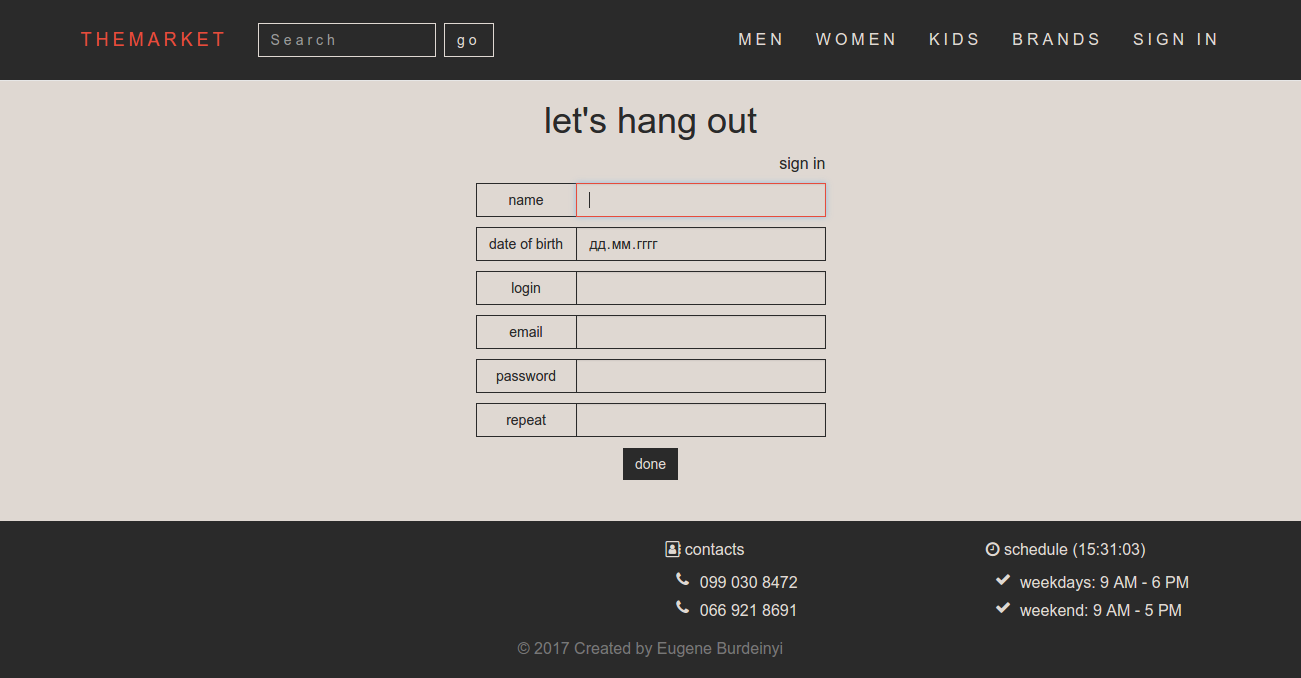 THEMARKET Search go MEN WOMEN KIDS BRANDS SIGN IN
let's hang out
sign in
name
date of birth дд.мм.гггг
login
email
password
repeat
done
contacts
099 030 8472
066 921 8691
schedule (15:31:03)
weekdays: 9 AM - 6 PM
weekend: 9 AM - 5 PM
© 2017 Created by Eugene Burdeinyi